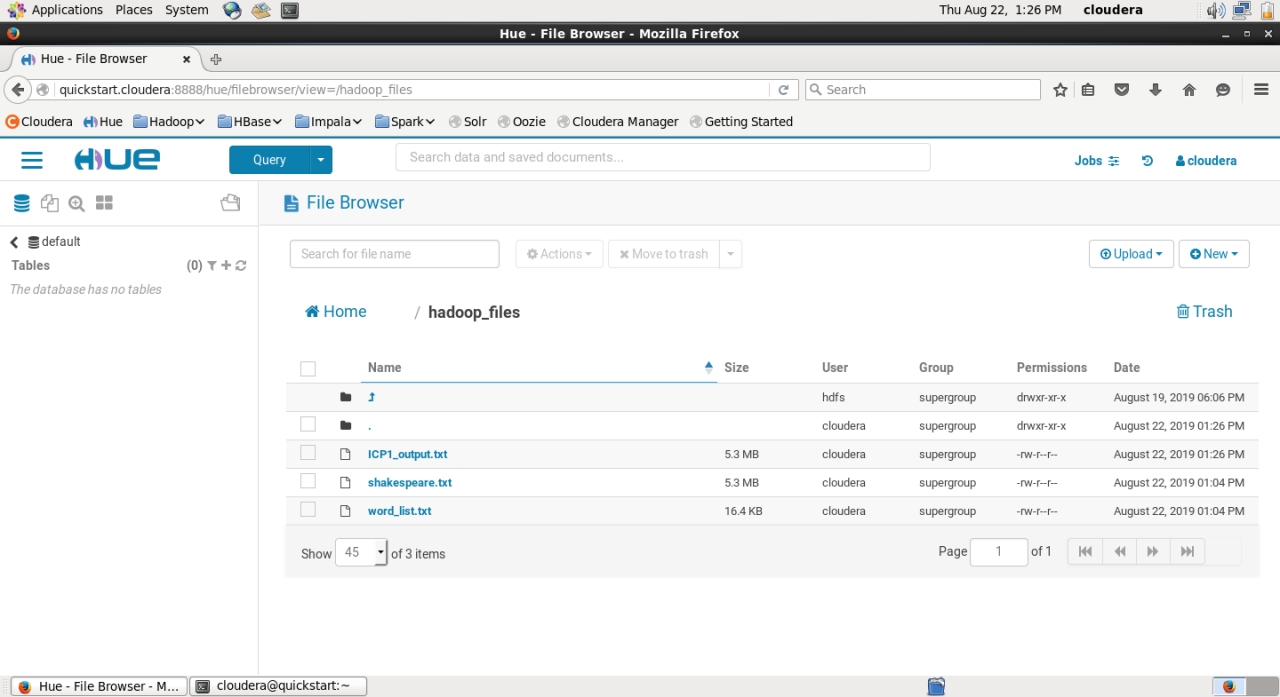 Applications Places System Thu Aug 22, 1:26 PM cloudera
Hue - File Browser - Mozilla Firefox
Hue - File Browser
quickstart.cloudera:8888/hue/filebrowser/view=/hadoop_files Search
Cloudera Hue Hadoop HBase Impala Spark Solr Oozie Cloudera Manager Getting Started
HUE Query Search data and saved documents... Jobs cloudera
File Browser
default
Tables (0)
The database has no tables
Search for file name Actions Move to trash Upload New
Home / hadoop_files Trash
Name Size User Group Permissions Date
hdfs supergroup drwxr-xr-x August 19, 2019 06:06 PM
. cloudera supergroup drwxr-xr-x August 22, 2019 01:26 PM
ICP1_output.txt 5.3 MB cloudera supergroup -rw-r--r-- August 22, 2019 01:26 PM
shakespeare.txt 5.3 MB cloudera supergroup -rw-r--r-- August 22, 2019 01:04 PM
word_list.txt 16.4 KB cloudera supergroup -rw-r--r-- August 22, 2019 01:04 PM
Show 45 of 3 items Page 1 of 1
Hue - File Browser - M... cloudera@quickstart:~